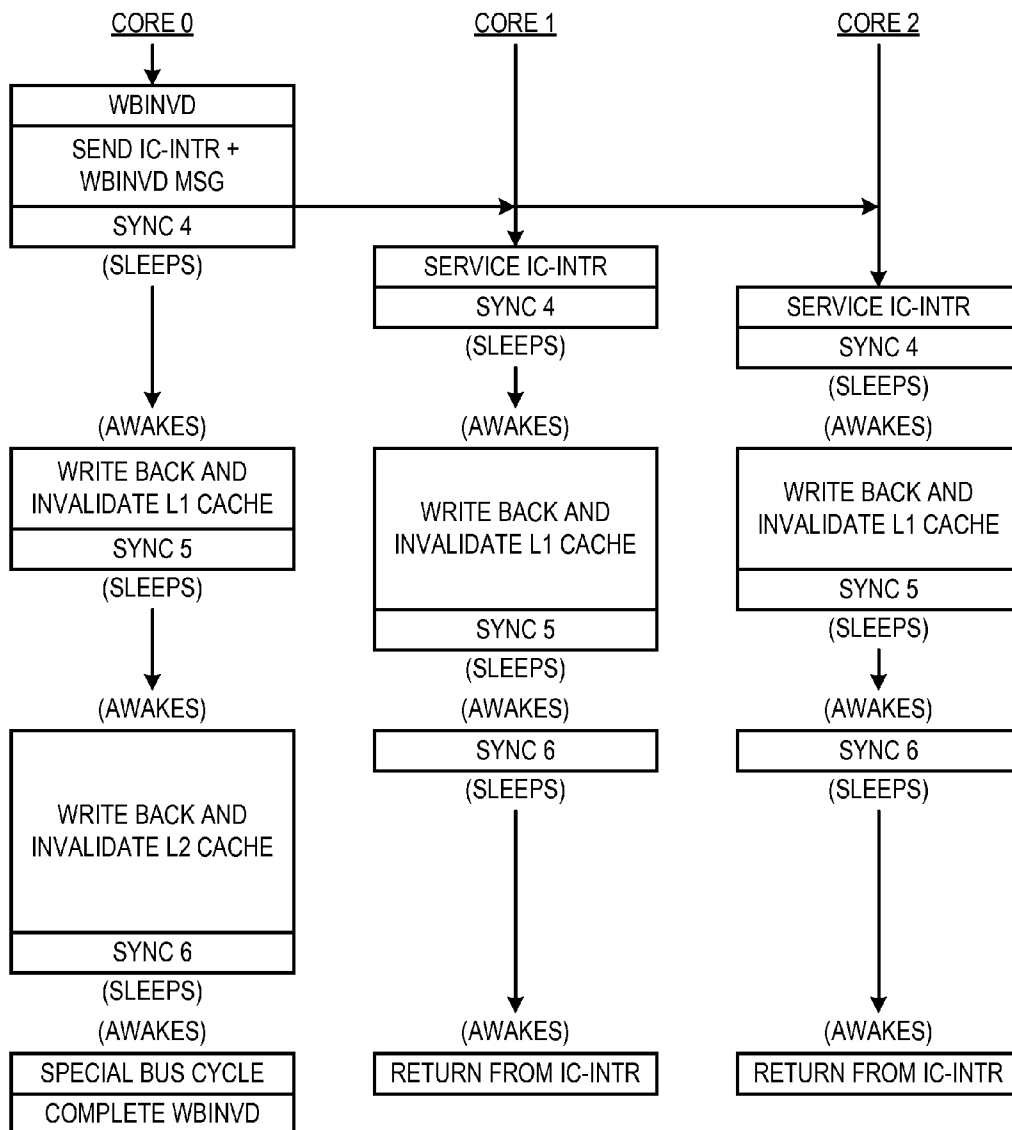 CORE 0
CORE 1
CORE 2
WBINVD
SEND IC-INTR +
WBINVD MSG
SYNC 4
(SLEEPS)
SERVICE IC-INTR
SYNC 4
(SLEEPS)
SERVICE IC-INTR
SYNC 4
(SLEEPS)
(AWAKES)
(AWAKES)
(AWAKES)
WRITE BACK AND
INVALIDATE L1 CACHE
SYNC 5
(SLEEPS)
WRITE BACK AND
INVALIDATE L1 CACHE
SYNC 5
(SLEEPS)
WRITE BACK AND
INVALIDATE L1 CACHE
SYNC 5
(SLEEPS)
(AWAKES)
(AWAKES)
(AWAKES)
WRITE BACK AND
INVALIDATE L2 CACHE
SYNC 6
(SLEEPS)
SYNC 6
(SLEEPS)
SYNC 6
(SLEEPS)
(AWAKES)
(AWAKES)
(AWAKES)
SPECIAL BUS CYCLE
COMPLETE WBINVD
RETURN FROM IC-INTR
RETURN FROM IC-INTR